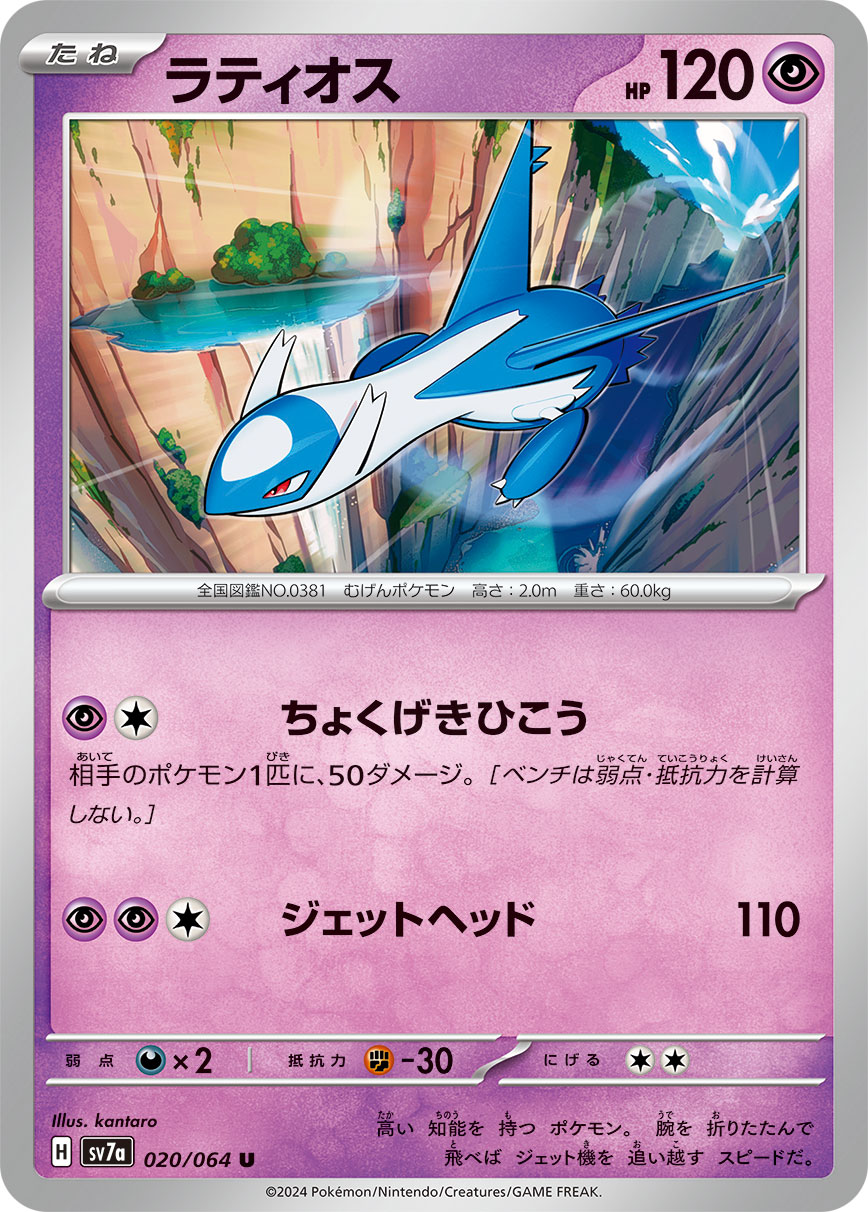 たね ラティオス HP 120
全国図鑑NO.0381 むげんポケモン 高さ：2.0m 重さ：60.0kg
ちょくげきひこう
相手のポケモン1匹に、50ダメージ。［ベンチは弱点・抵抗力を計算
しない。］
ジェットヘッド 110
弱点 ×2 抵抗力 -30 にげる
Illus. kantaro
高い 知能を 持つ ポケモン。 腕を 折りたたんで
飛べば ジェット機を 追い越す スピードだ。
H sv7a 020/064 U
©2024 Pokémon/Nintendo/Creatures/GAME FREAK.